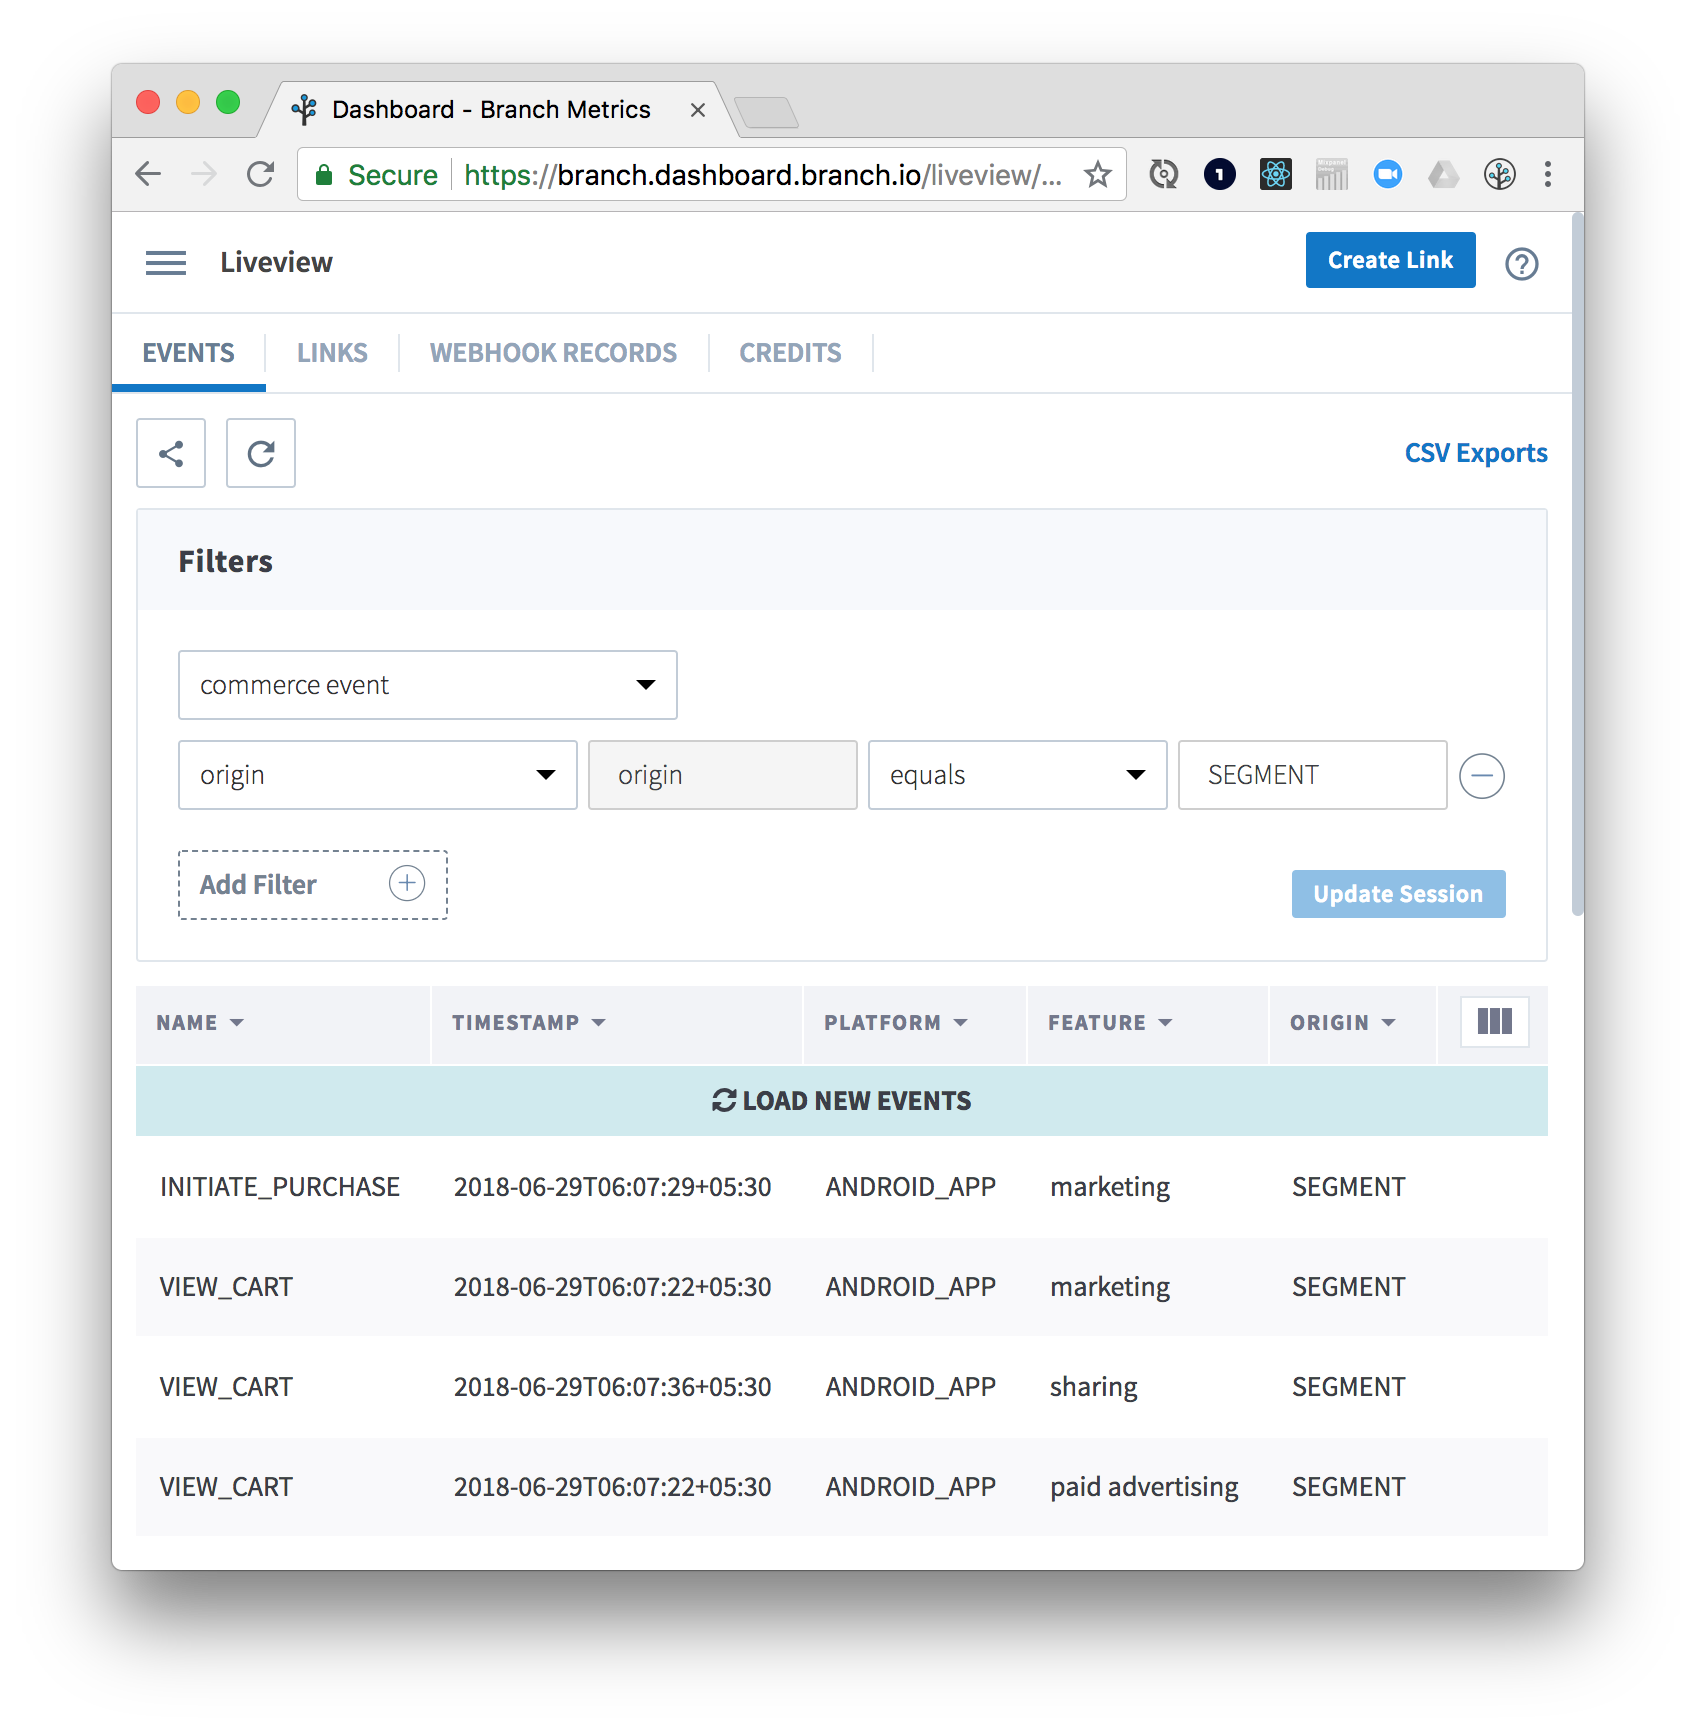 Dashboard - Branch Metrics
Secure https://branch.dashboard.branch.io/liveview/...
1
Liveview
Create Link
?
EVENTS LINKS WEBHOOK RECORDS CREDITS
CSV Exports
Filters
commerce event
origin origin equals SEGMENT
Add Filter
Update Session
NAME TIMESTAMP PLATFORM FEATURE ORIGIN
LOAD NEW EVENTS
INITIATE_PURCHASE 2018-06-29T06:07:29+05:30 ANDROID_APP marketing SEGMENT
VIEW_CART 2018-06-29T06:07:22+05:30 ANDROID_APP marketing SEGMENT
VIEW_CART 2018-06-29T06:07:36+05:30 ANDROID_APP sharing SEGMENT
VIEW_CART 2018-06-29T06:07:22+05:30 ANDROID_APP paid advertising SEGMENT